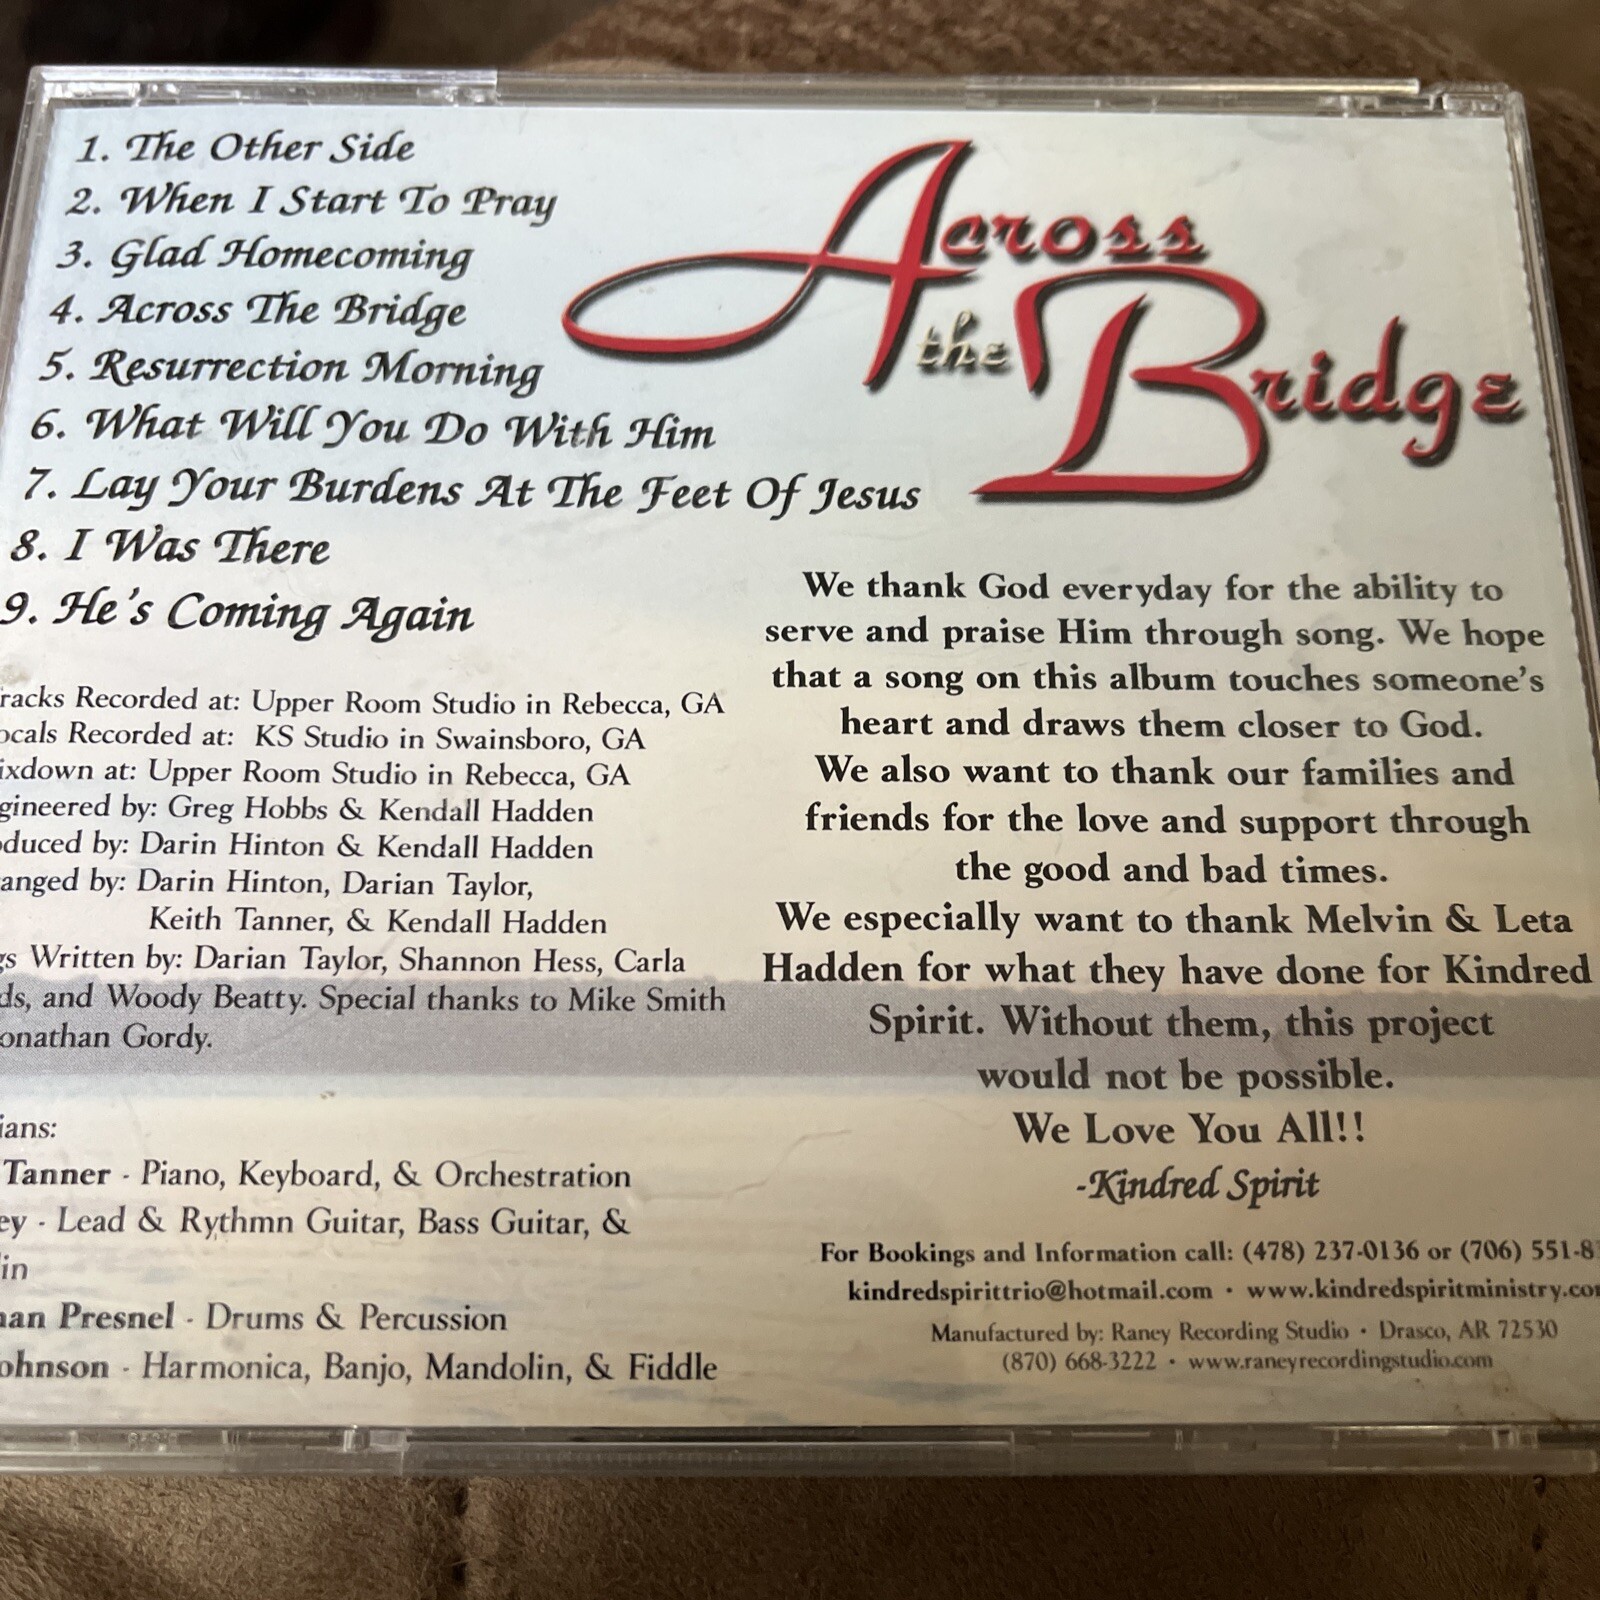 1. The Other Side
2. When I Start To Pray
3. Glad Homecoming
4. Across The Bridge
5. Resurrection Morning
6. What Will You Do With Him
7. Lay Your Burdens At The Feet Of Jesus
8. I Was There
9. He's Coming Again
Across
the Bridge
racks Recorded at: Upper Room Studio in Rebecca, GA
ocals Recorded at: KS Studio in Swainsboro, GA
ixdown at: Upper Room Studio in Rebecca, GA
gineered by: Greg Hobbs & Kendall Hadden
duced by: Darin Hinton & Kendall Hadden
anged by: Darin Hinton, Darian Taylor,
Keith Tanner, & Kendall Hadden
gs Written by: Darian Taylor, Shannon Hess, Carla
ds, and Woody Beatty. Special thanks to Mike Smith
onathan Gordy.
ians:
Tanner - Piano, Keyboard, & Orchestration
ey - Lead & Rythmn Guitar, Bass Guitar, &
lin
an Presnel - Drums & Percussion
ohnson - Harmonica, Banjo, Mandolin, & Fiddle
We thank God everyday for the ability to
serve and praise Him through song. We hope
that a song on this album touches someone's
heart and draws them closer to God.
We also want to thank our families and
friends for the love and support through
the good and bad times.
We especially want to thank Melvin & Leta
Hadden for what they have done for Kindred
Spirit. Without them, this project
would not be possible.
We Love You All!!
-Kindred Spirit
For Bookings and Information call: (478) 237-0136 or (706) 551-8
kindredspirittrio@hotmail.com • www.kindredspiritministry.co
Manufactured by: Raney Recording Studio • Drasco, AR 72530
(870) 668-3222 • www.raneyrecordingstudio.com